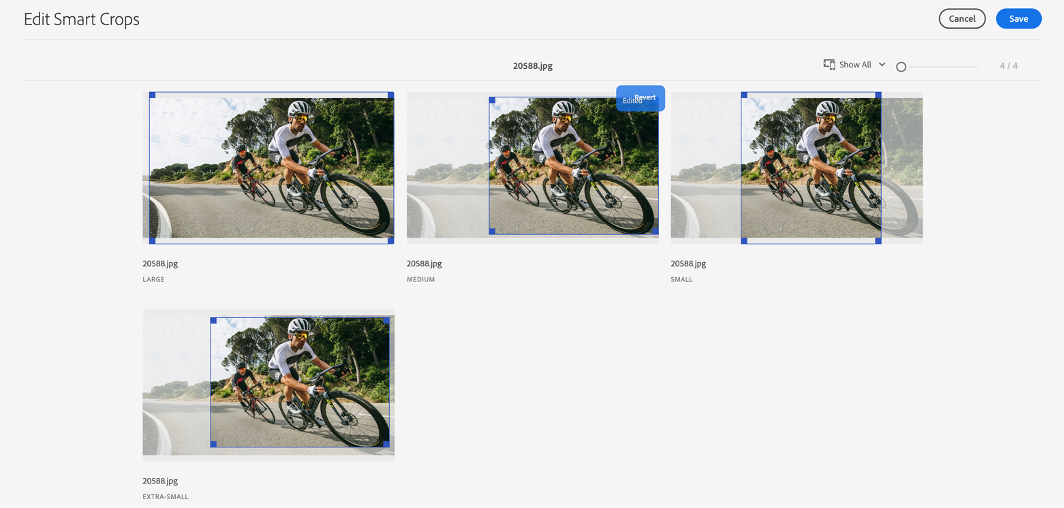 Edit Smart Crops
Cancel
Save
20588.jpg
Show All
4 / 4
Revert
Edited
20588.jpg
LARGE
20588.jpg
MEDIUM
20588.jpg
SMALL
20588.jpg
EXTRA-SMALL